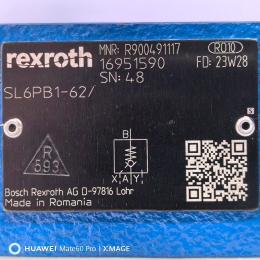 rexroth
MNR: R900491117
RO10
16951590
FD: 23W28
SN: 48
SL6PB1-62/
R
593
B
X A Y
Bosch Rexroth AG D-97816 Lohr
Made in Romania
HUAWEI Mate60 Pro | XMAGE